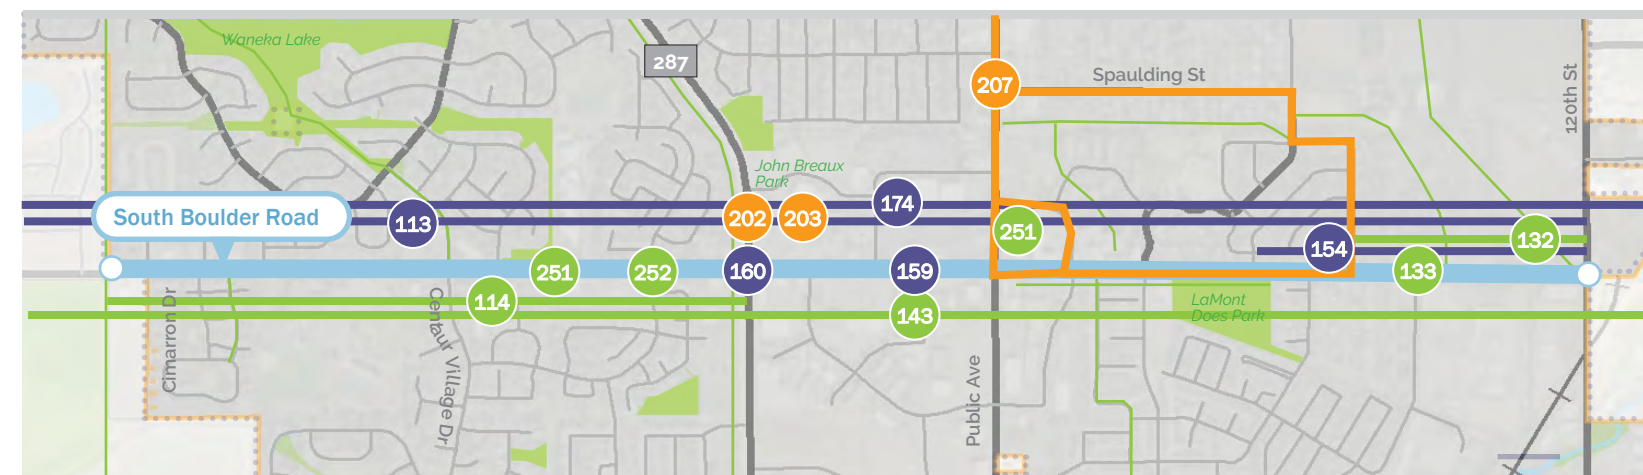 Waneka Lake
287
207
Spaulding St
120th St
John Breaux
Park
South Boulder Road
113
202
203
174
251
154
132
251
252
160
159
133
114
143
LaMont
Does Park
Cimarron Dr
Centaur Village Dr
Public Ave